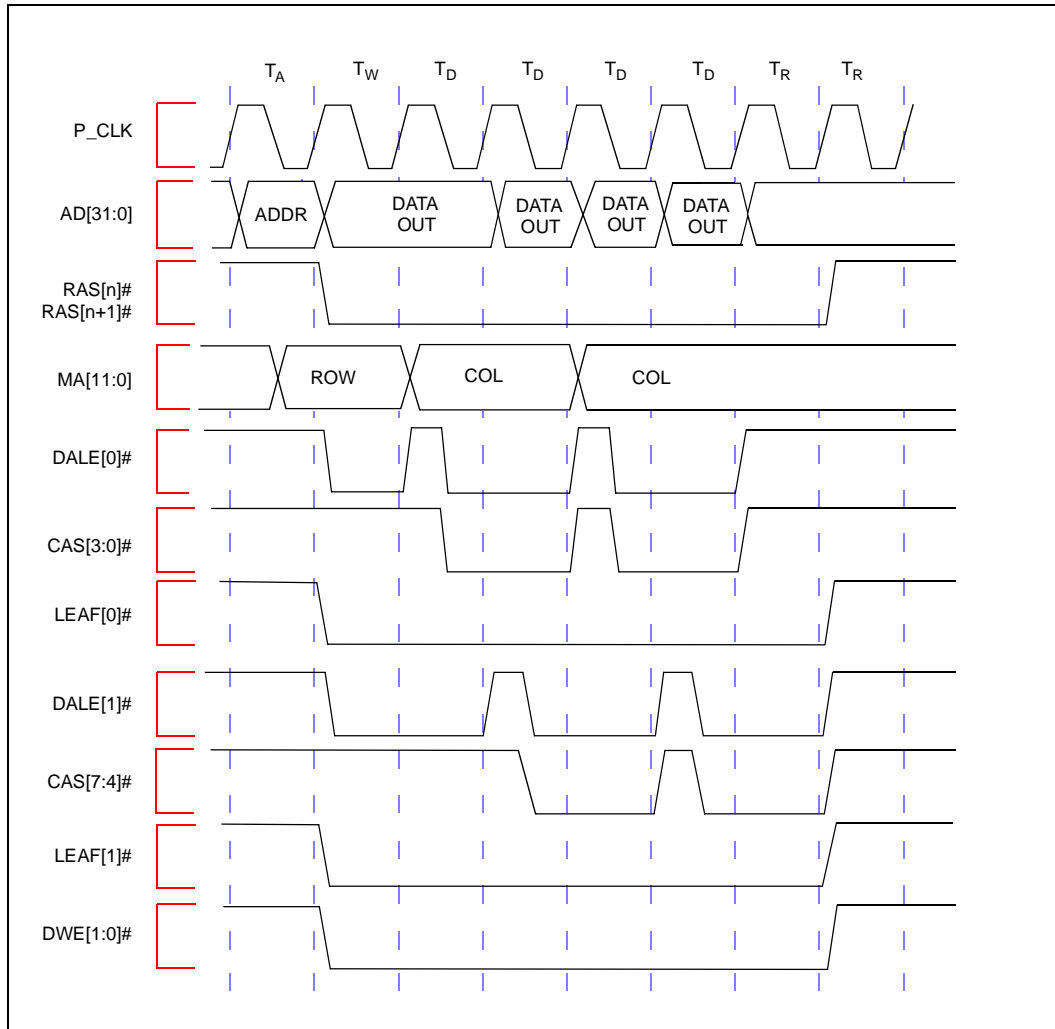 TA TW TD TD TD TD TR TR
P_CLK
AD[31:0]
ADDR
DATA
OUT
DATA
OUT
DATA
OUT
DATA
OUT
RAS[n]#
RAS[n+1]#
MA[11:0]
ROW
COL
COL
DALE[0]#
CAS[3:0]#
LEAF[0]#
DALE[1]#
CAS[7:4]#
LEAF[1]#
DWE[1:0]#